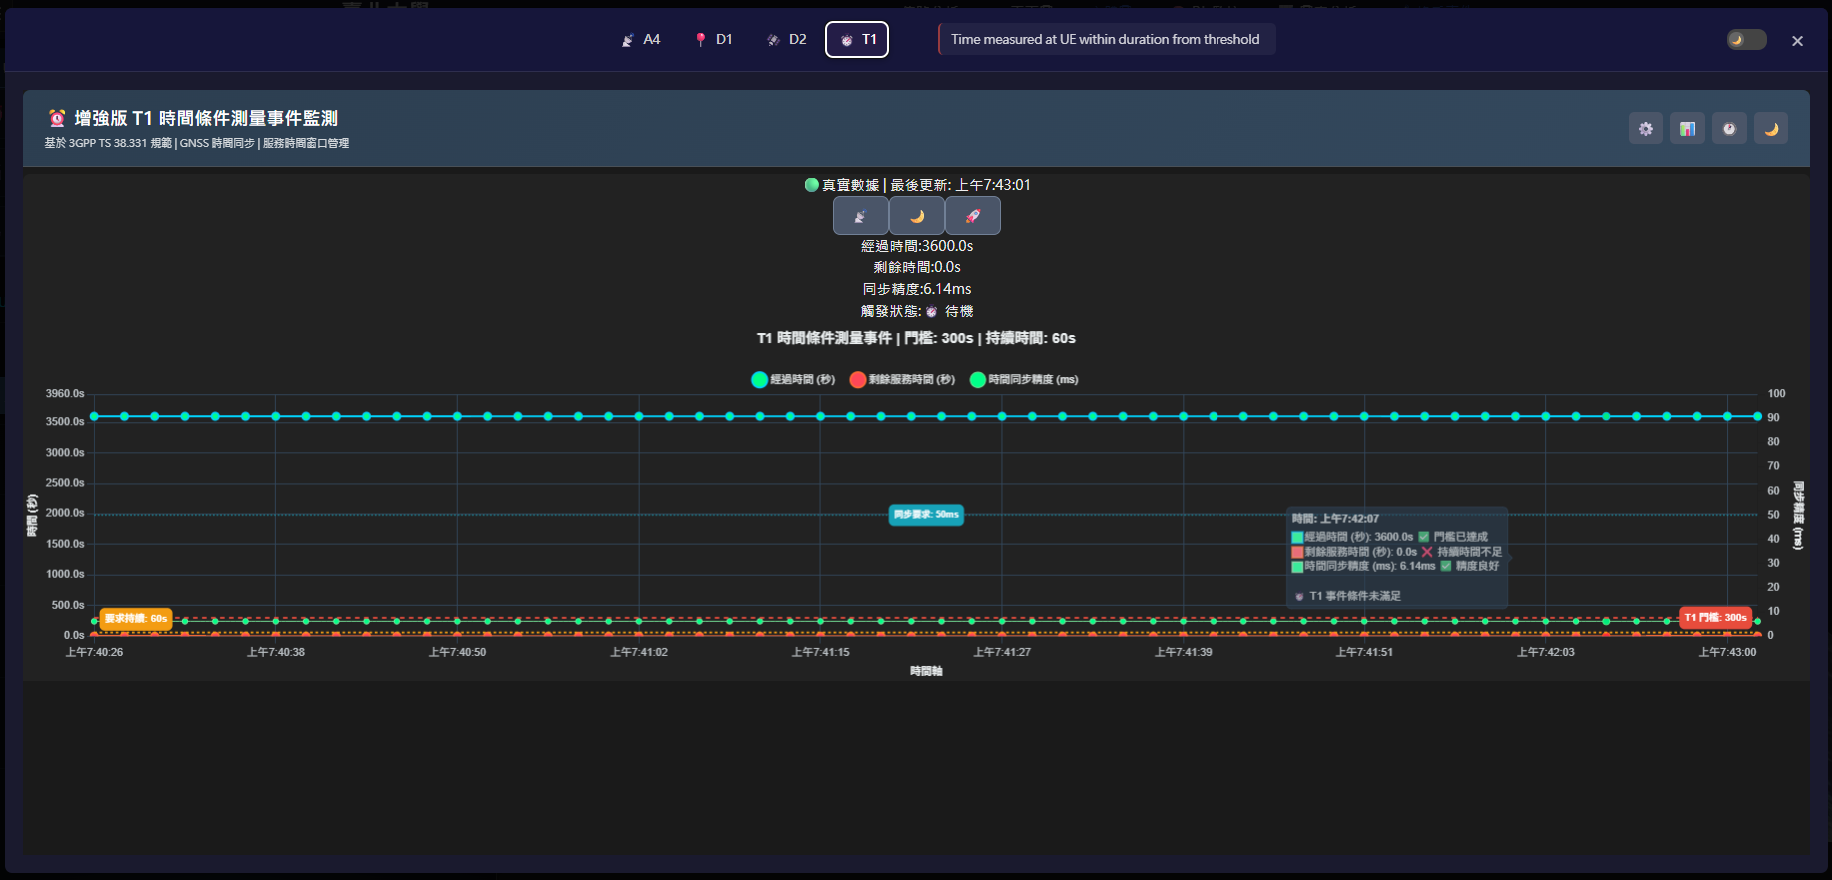 A4
D1
D2
T1
Time measured at UE within duration from threshold
增強版 T1 時間條件測量事件監測
基於 3GPP TS 38.331 規範 | GNSS 時間同步 | 服務時間窗口管理
真實數據 | 最後更新: 上午7:43:01
經過時間:3600.0s
剩餘時間:0.0s
同步精度:6.14ms
觸發狀態: 待機
T1 時間條件測量事件 | 門檻: 300s | 持續時間: 60s
經過時間 (秒) 剩餘服務時間 (秒) 時間同步精度 (ms)
3960.0s
3500.0s
3000.0s
2500.0s
2000.0s
1500.0s
1000.0s
500.0s
0.0s
時間 (秒)
100
90
80
70
60
50
40
30
20
10
0
同步精度 (ms)
同步要求: 50ms
要求持續: 60s
T1 門檻: 300s
時間: 上午7:42:07
經過時間 (秒): 3600.0s ✅ 門檻已達成
剩餘服務時間 (秒): 0.0s ❌ 持續時間不足
時間同步精度 (ms): 6.14ms ✅ 精度良好
T1 事件條件未滿足
上午7:40:26 上午7:40:38 上午7:40:50 上午7:41:02 上午7:41:15 上午7:41:27 上午7:41:39 上午7:41:51 上午7:42:03 上午7:43:00
時間軸